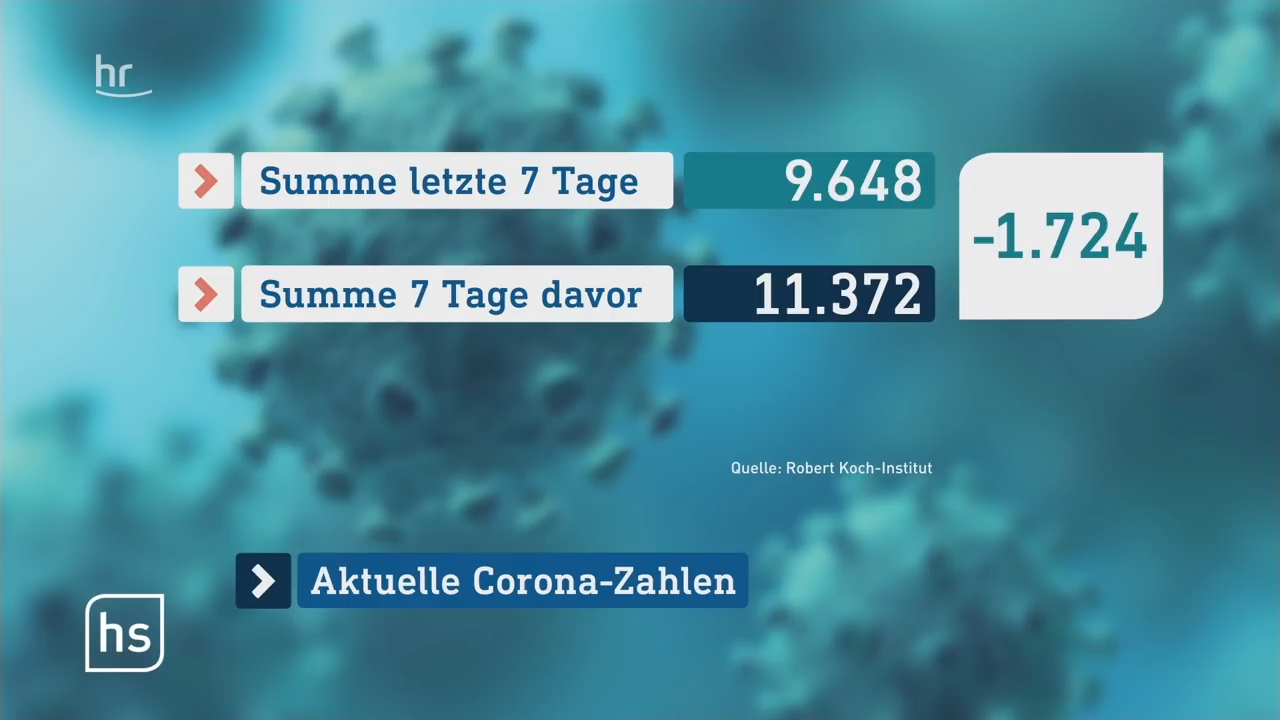 hr
Summe letzte 7 Tage 9.648
-1.724
Summe 7 Tage davor 11.372
Quelle: Robert Koch-Institut
Aktuelle Corona-Zahlen
hs